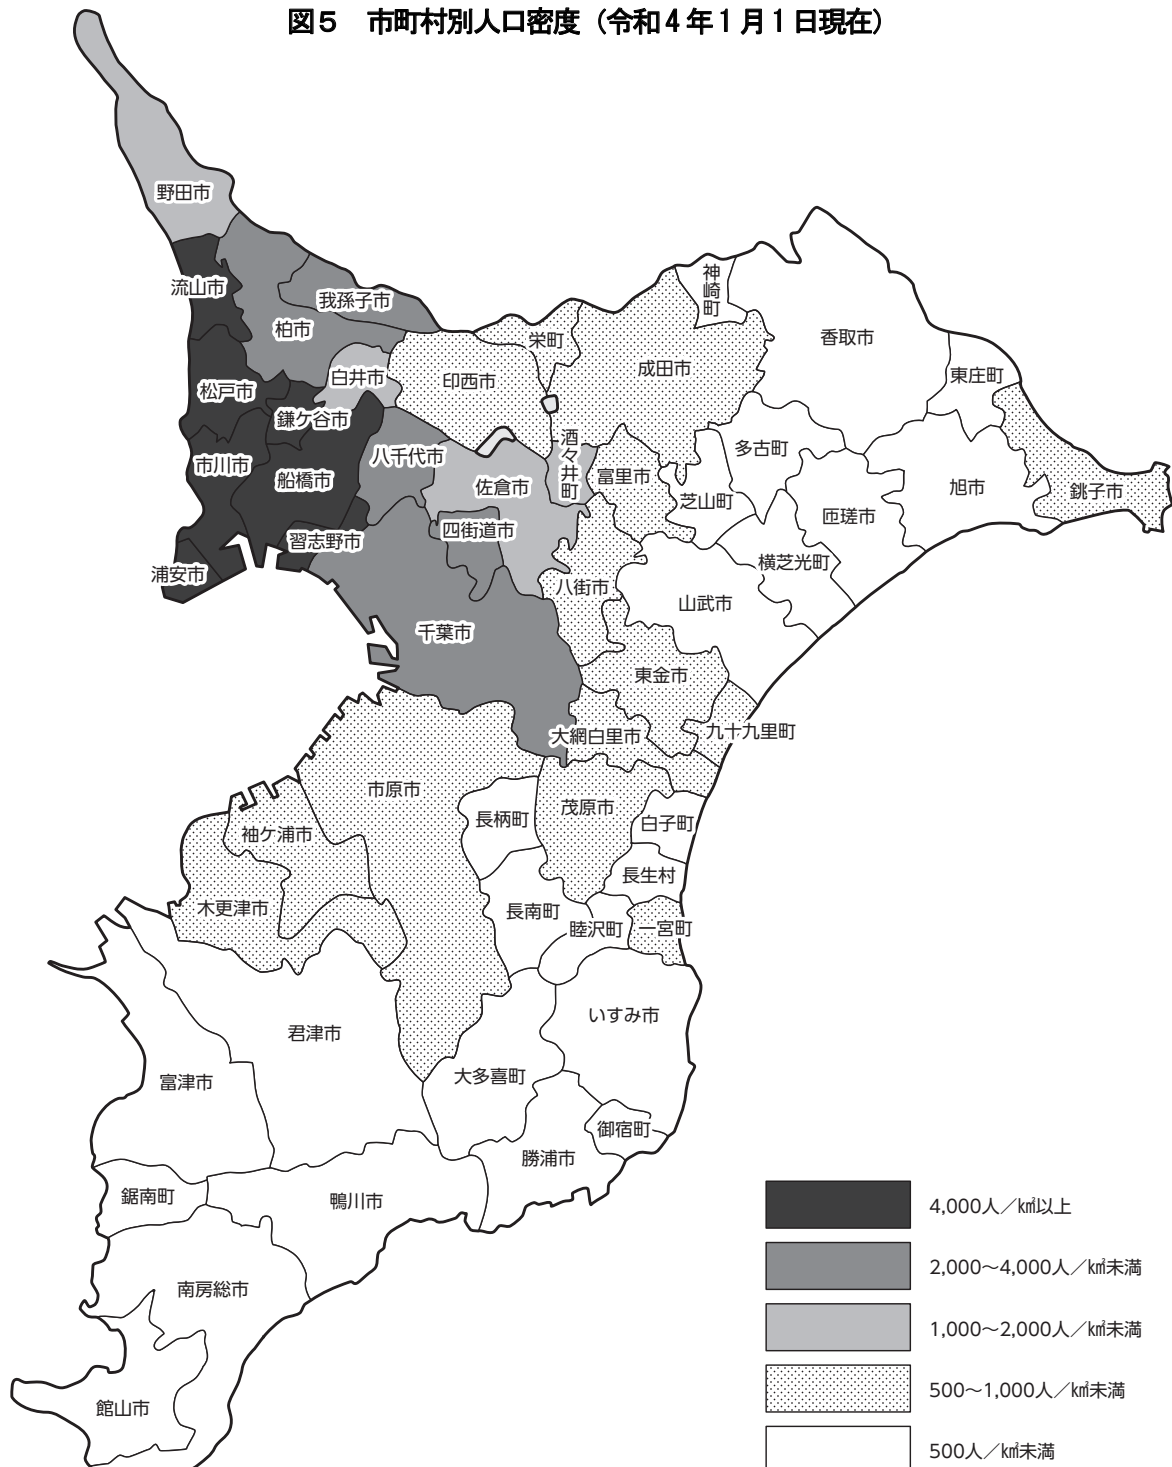 図5　市町村別人口密度（令和4年1月1日現在）
野田市
流山市
我孫子市
柏市
神崎町
香取市
栄町
成田市
東庄町
白井市
印西市
松戸市
鎌ケ谷市
酒々井町
多古町
市川市
船橋市
八千代市
佐倉市
富里市
芝山町
匝瑳市
旭市
銚子市
習志野市
四街道市
浦安市
八街市
横芝光町
山武市
千葉市
東金市
大網白里市
九十九里町
市原市
長柄町
茂原市
白子町
袖ケ浦市
長生村
木更津市
長南町
睦沢町
一宮町
君津市
いすみ市
富津市
大多喜町
御宿町
勝浦市
鋸南町
鴨川市
南房総市
館山市
4,000人／㎢以上
2,000～4,000人／㎢未満
1,000～2,000人／㎢未満
500～1,000人／㎢未満
500人／㎢未満